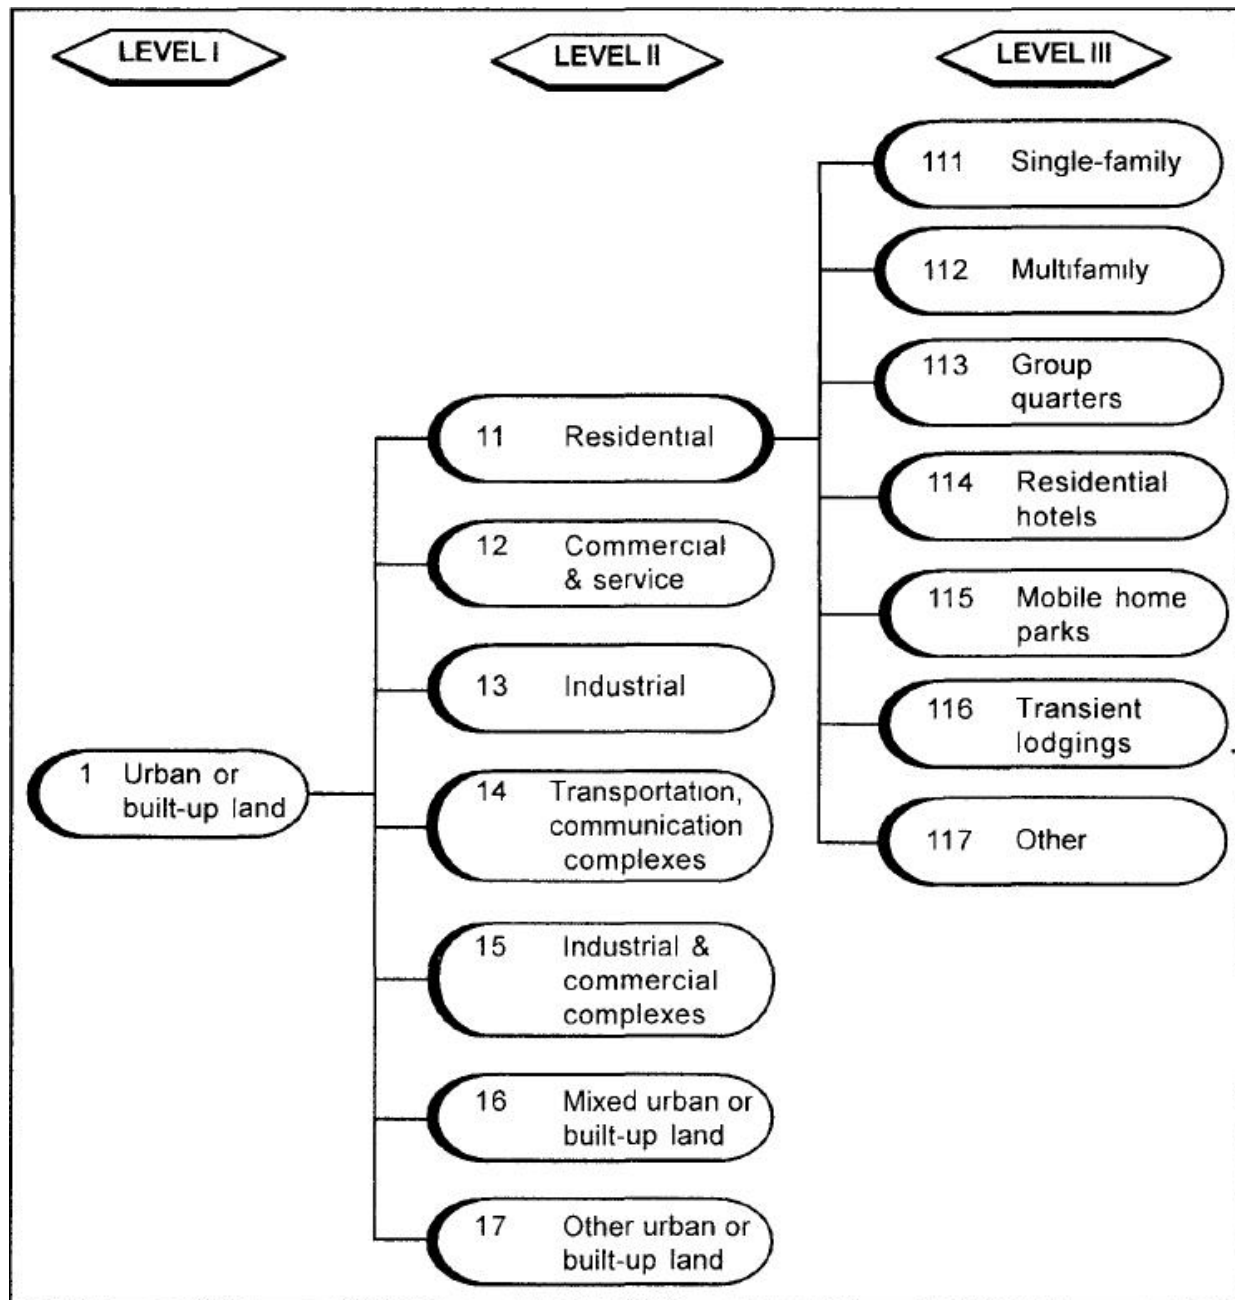 LEVEL I
LEVEL II
LEVEL III
1 Urban or
built-up land
11 Residential
12 Commercial
& service
13 Industrial
14 Transportation,
communication
complexes
15 Industrial &
commercial
complexes
16 Mixed urban or
built-up land
17 Other urban or
built-up land
111 Single-family
112 Multifamily
113 Group
quarters
114 Residential
hotels
115 Mobile home
parks
116 Transient
lodgings
117 Other